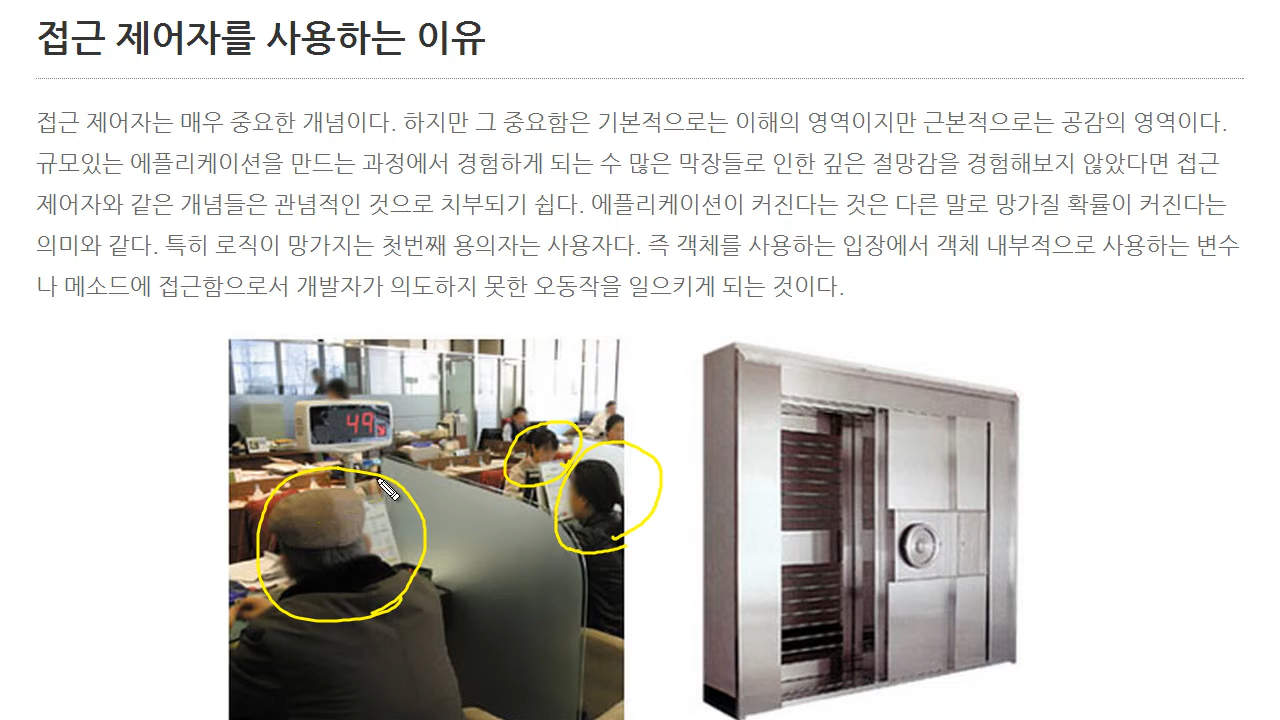 접근 제어자를 사용하는 이유
접근 제어자는 매우 중요한 개념이다. 하지만 그 중요함은 기본적으로는 이해의 영역이지만 근본적으로는 공감의 영역이다.
규모있는 에플리케이션을 만드는 과정에서 경험하게 되는 수 많은 막장들로 인한 깊은 절망감을 경험해보지 않았다면 접근
제어자와 같은 개념들은 관념적인 것으로 치부되기 쉽다. 에플리케이션이 커진다는 것은 다른 말로 망가질 확률이 커진다는
의미와 같다. 특히 로직이 망가지는 첫번째 용의자는 사용자다. 즉 객체를 사용하는 입장에서 객체 내부적으로 사용하는 변수
나 메소드에 접근함으로서 개발자가 의도하지 못한 오동작을 일으키게 되는 것이다.
49